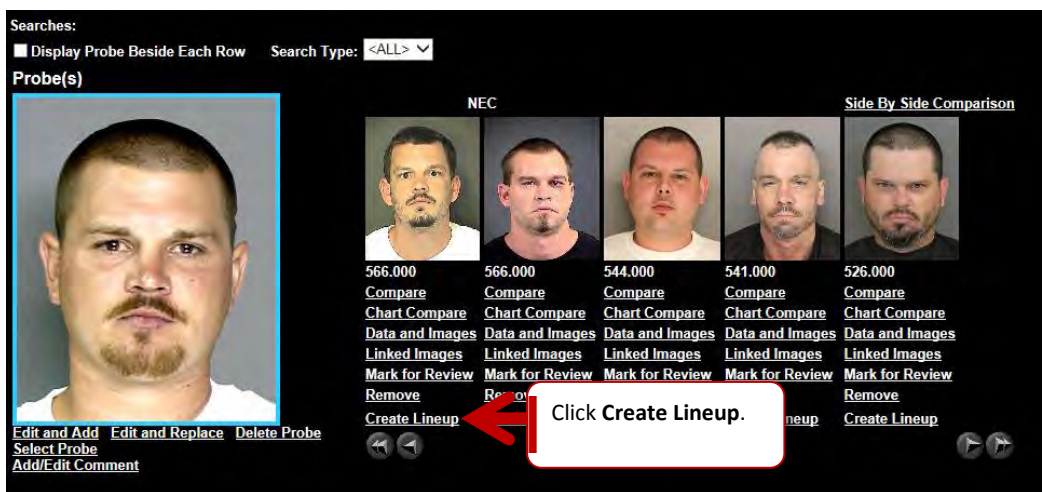 Searches:
Display Probe Beside Each Row Search Type: <ALL>
Probe(s)
NEC Side By Side Comparison
566.000 566.000 544.000 541.000 526.000
Compare Compare Compare Compare Compare
Chart Compare Chart Compare Chart Compare Chart Compare Chart Compare
Data and Images Data and Images Data and Images Data and Images Data and Images
Linked Images Linked Images Linked Images Linked Images Linked Images
Mark for Review Mark for Review Mark for Review Mark for Review Mark for Review
Remove Remove
Create Lineup Click Create Lineup. Create Lineup
Edit and Add Edit and Replace Delete Probe
Select Probe
Add/Edit Comment